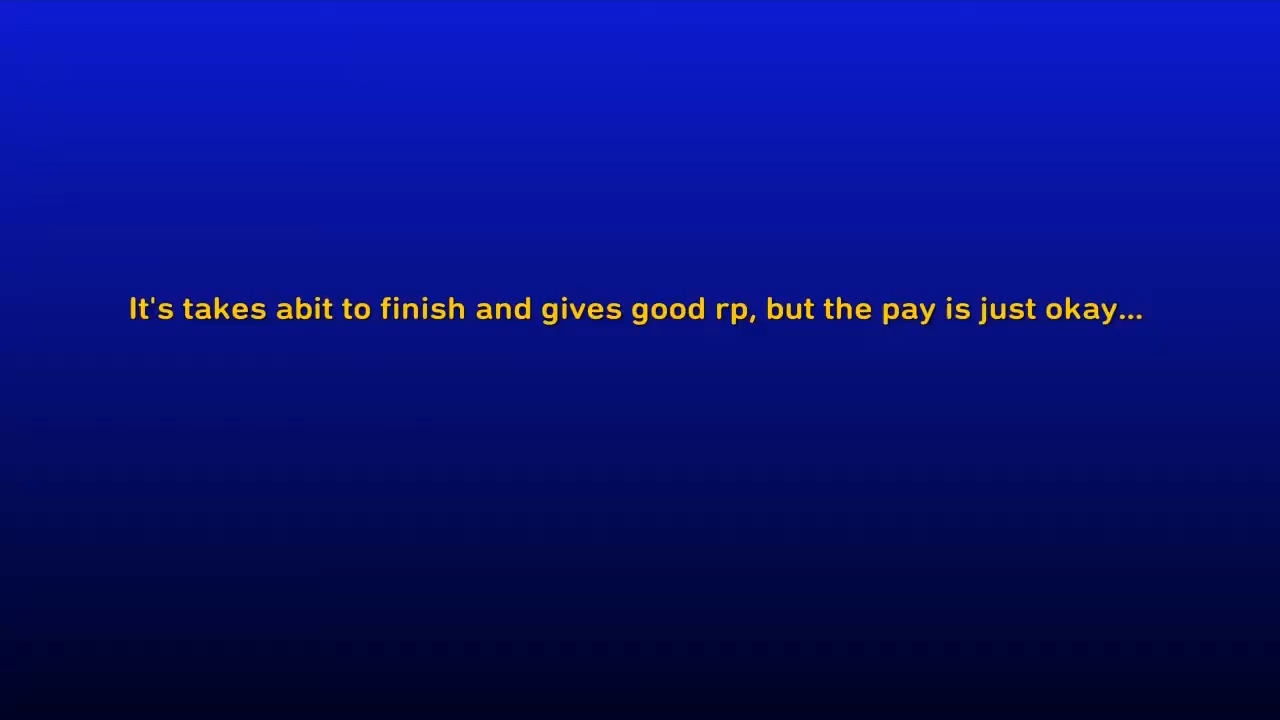 It's takes abit to finish and gives good rp, but the pay is just okay...